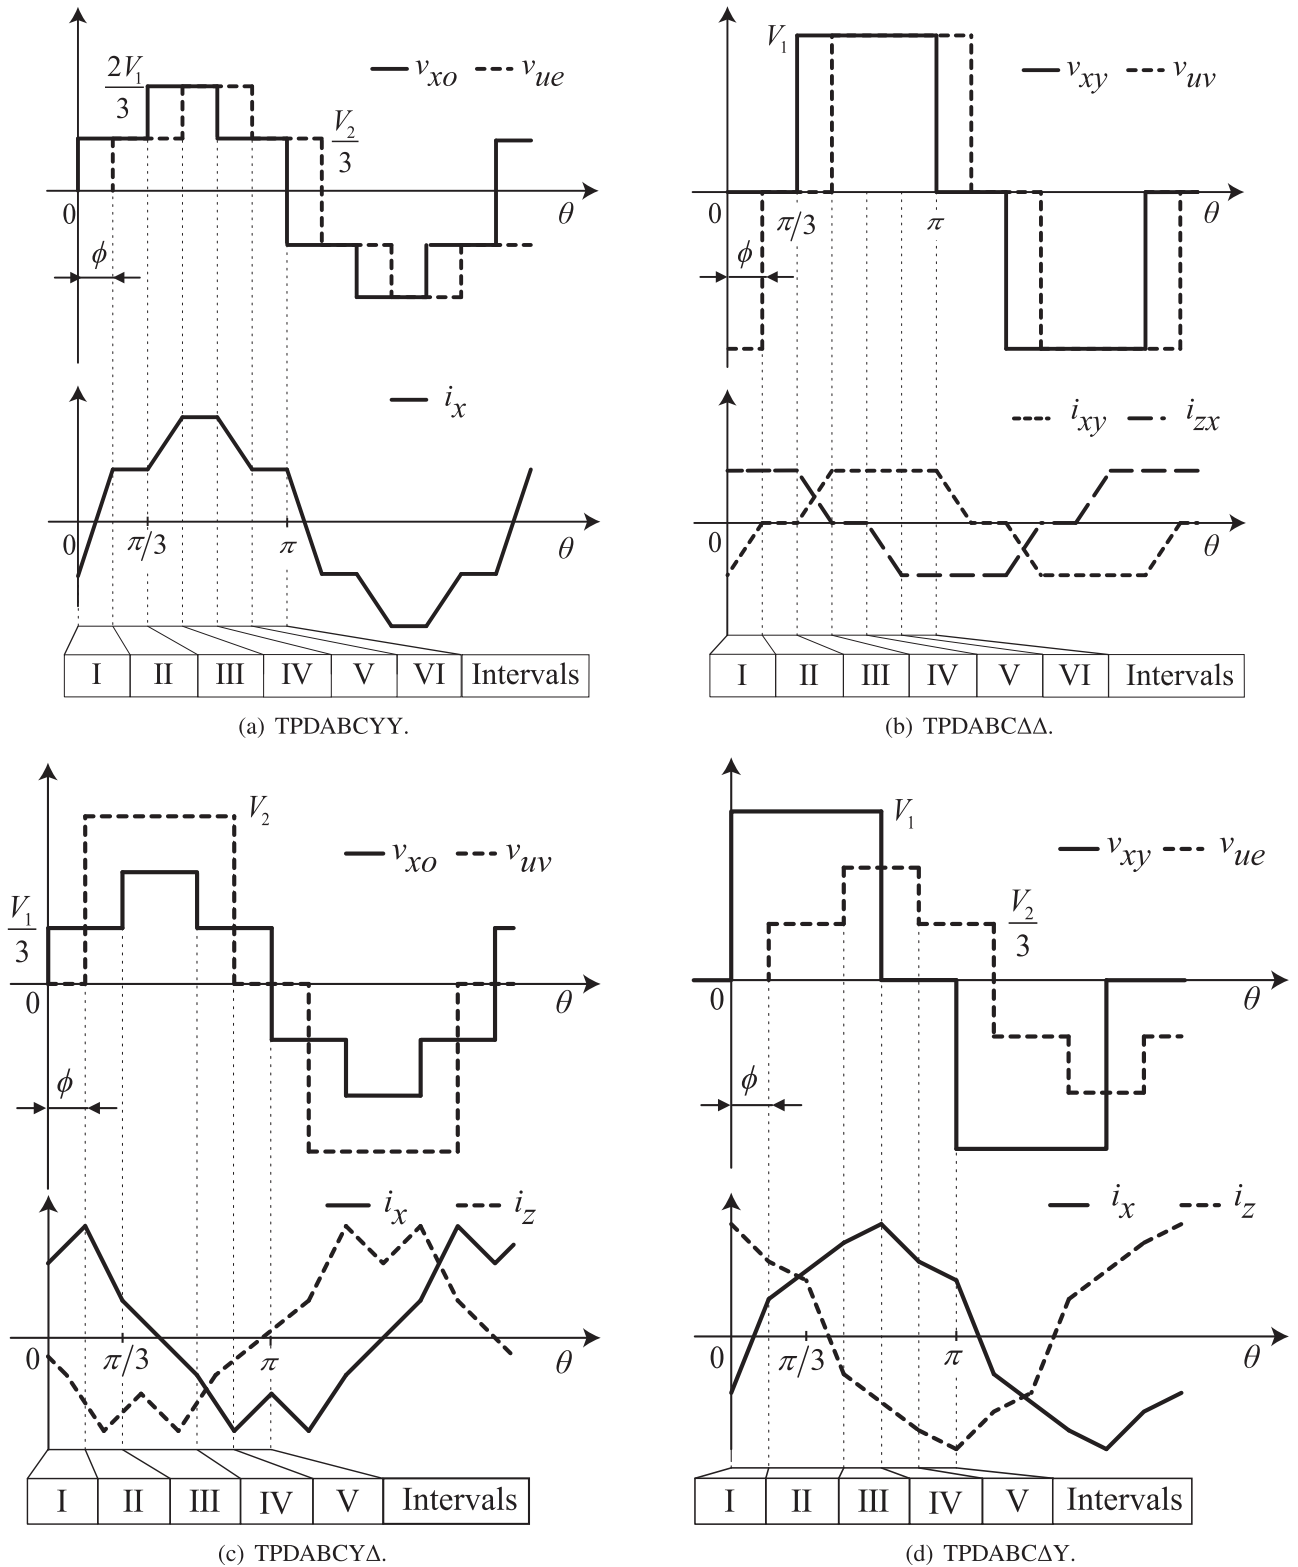 2V₁/3
v_xo v_ue
V₂/3
0
θ
ϕ
i_x
0
π/3
π
θ
I II III IV V VI Intervals
(a) TPDABCYY.
V₁
v_xy v_uv
0
π/3
π
θ
ϕ
i_xy i_zx
0
θ
I II III IV V VI Intervals
(b) TPDABCΔΔ.
V₂
v_xo v_uv
V₁/3
0
θ
ϕ
i_x i_z
0
π/3
π
θ
I II III IV V Intervals
(c) TPDABCYΔ.
V₁
v_xy v_ue
V₂/3
0
θ
ϕ
i_x i_z
0
π/3
π
θ
I II III IV V Intervals
(d) TPDABCΔY.